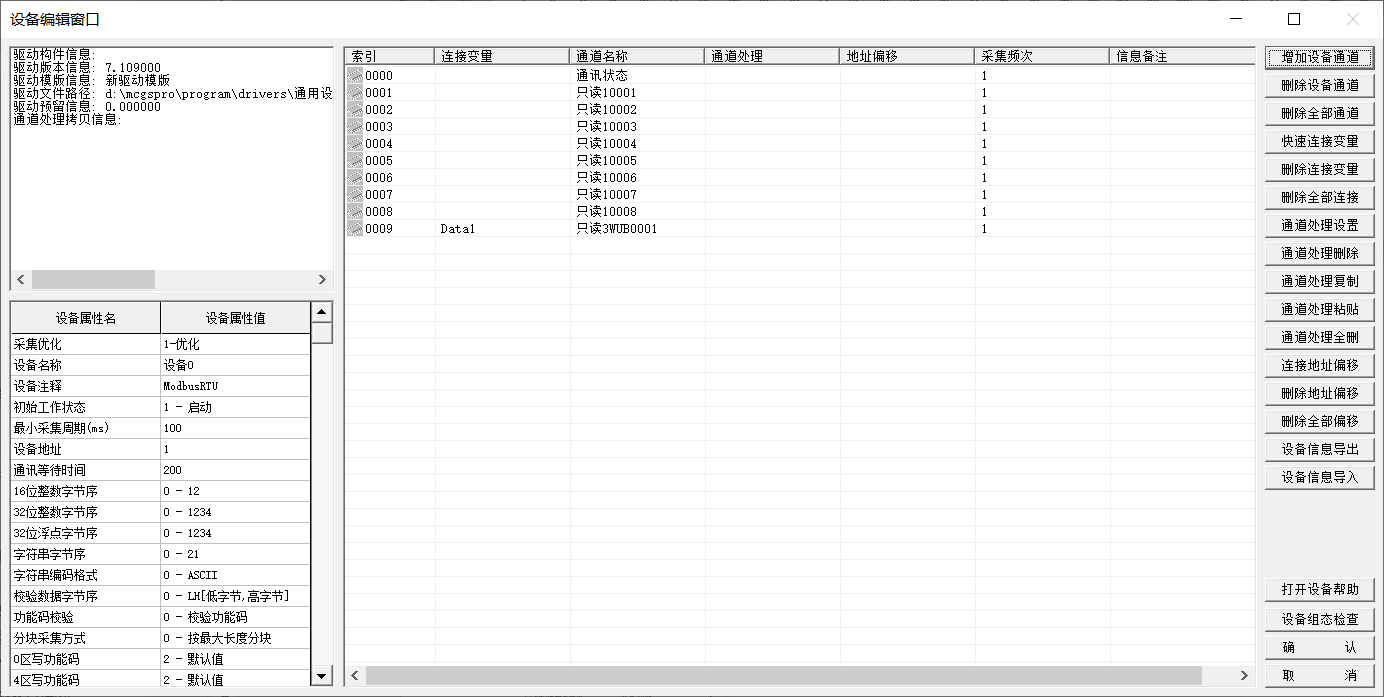 设备编辑窗口
驱动构件信息:
驱动版本信息: 7.109000
驱动模版信息: 新驱动模版
驱动文件路径: d:\mcgspro\program\drivers\通用设
驱动预留信息: 0.000000
通道处理拷贝信息:
设备属性名 设备属性值
采集优化 1-优化
设备名称 设备0
设备注释 ModbusRTU
初始工作状态 1 - 启动
最小采集周期(ms) 100
设备地址 1
通讯等待时间 200
16位整数字节序 0 - 12
32位整数字节序 0 - 1234
32位浮点字节序 0 - 1234
字符串字节序 0 - 21
字符串编码格式 0 - ASCII
校验数据字节序 0 - LH[低字节,高字节]
功能码校验 0 - 校验功能码
分块采集方式 0 - 按最大长度分块
0区写功能码 2 - 默认值
4区写功能码 2 - 默认值
索引 连接变量 通道名称 通道处理 地址偏移 采集频次 信息备注
0000 通讯状态 1
0001 只读10001 1
0002 只读10002 1
0003 只读10003 1
0004 只读10004 1
0005 只读10005 1
0006 只读10006 1
0007 只读10007 1
0008 只读10008 1
0009 Data1 只读3WUB0001 1
增加设备通道
删除设备通道
删除全部通道
快速连接变量
删除连接变量
删除全部连接
通道处理设置
通道处理删除
通道处理复制
通道处理粘贴
通道处理全删
连接地址偏移
删除地址偏移
删除全部偏移
设备信息导出
设备信息导入
打开设备帮助
设备组态检查
确 认
取 消